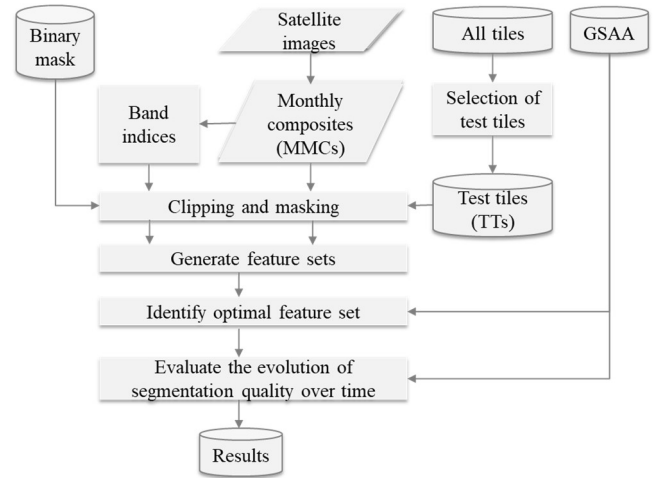 Binary
mask
Satellite
images
All tiles
GSAA
Band
indices
Monthly
composites
(MMCs)
Selection of
test tiles
Clipping and masking
Test tiles
(TTs)
Generate feature sets
Identify optimal feature set
Evaluate the evolution of
segmentation quality over time
Results